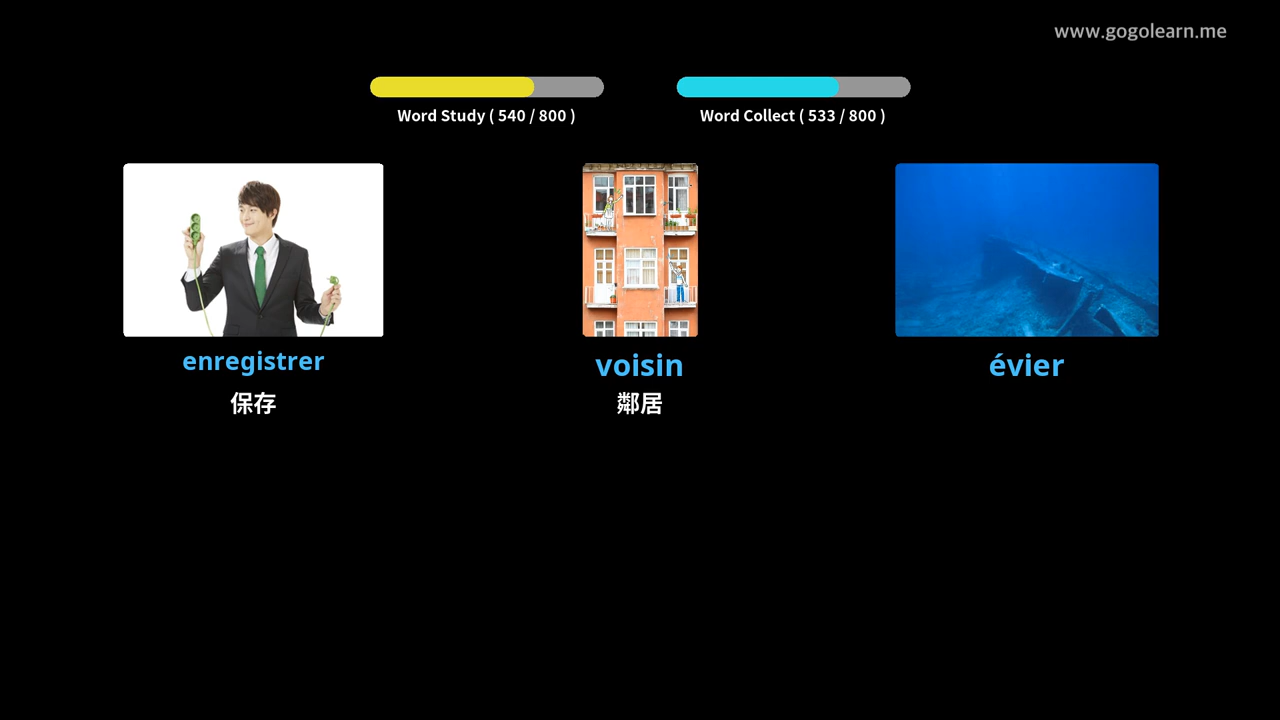 www.gogolearn.me
Word Study ( 540 / 800 )
Word Collect ( 533 / 800 )
enregistrer
保存
voisin
鄰居
évier